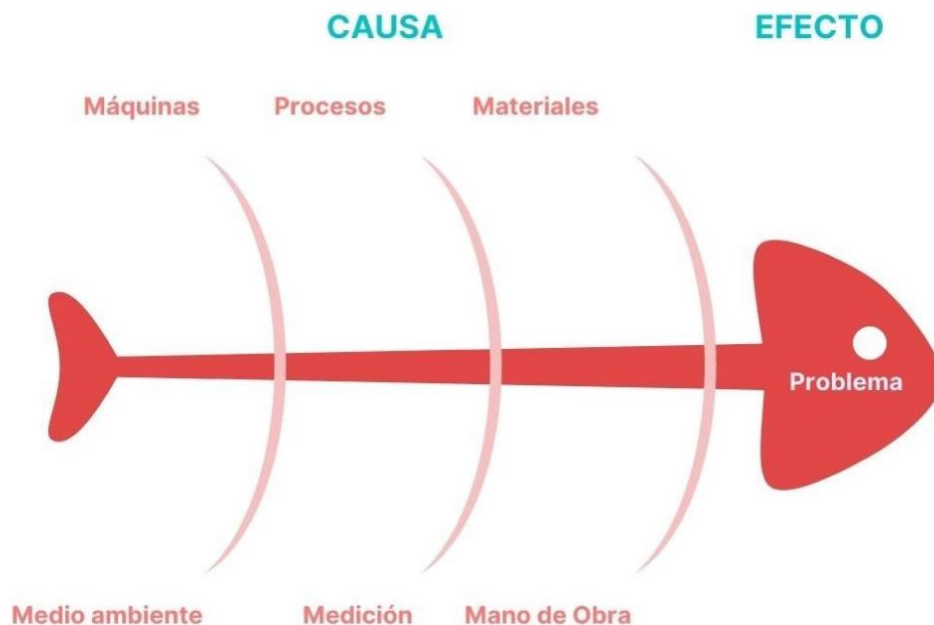 CAUSA
EFECTO
Máquinas
Procesos
Materiales
Problema
Medio ambiente
Medición
Mano de Obra